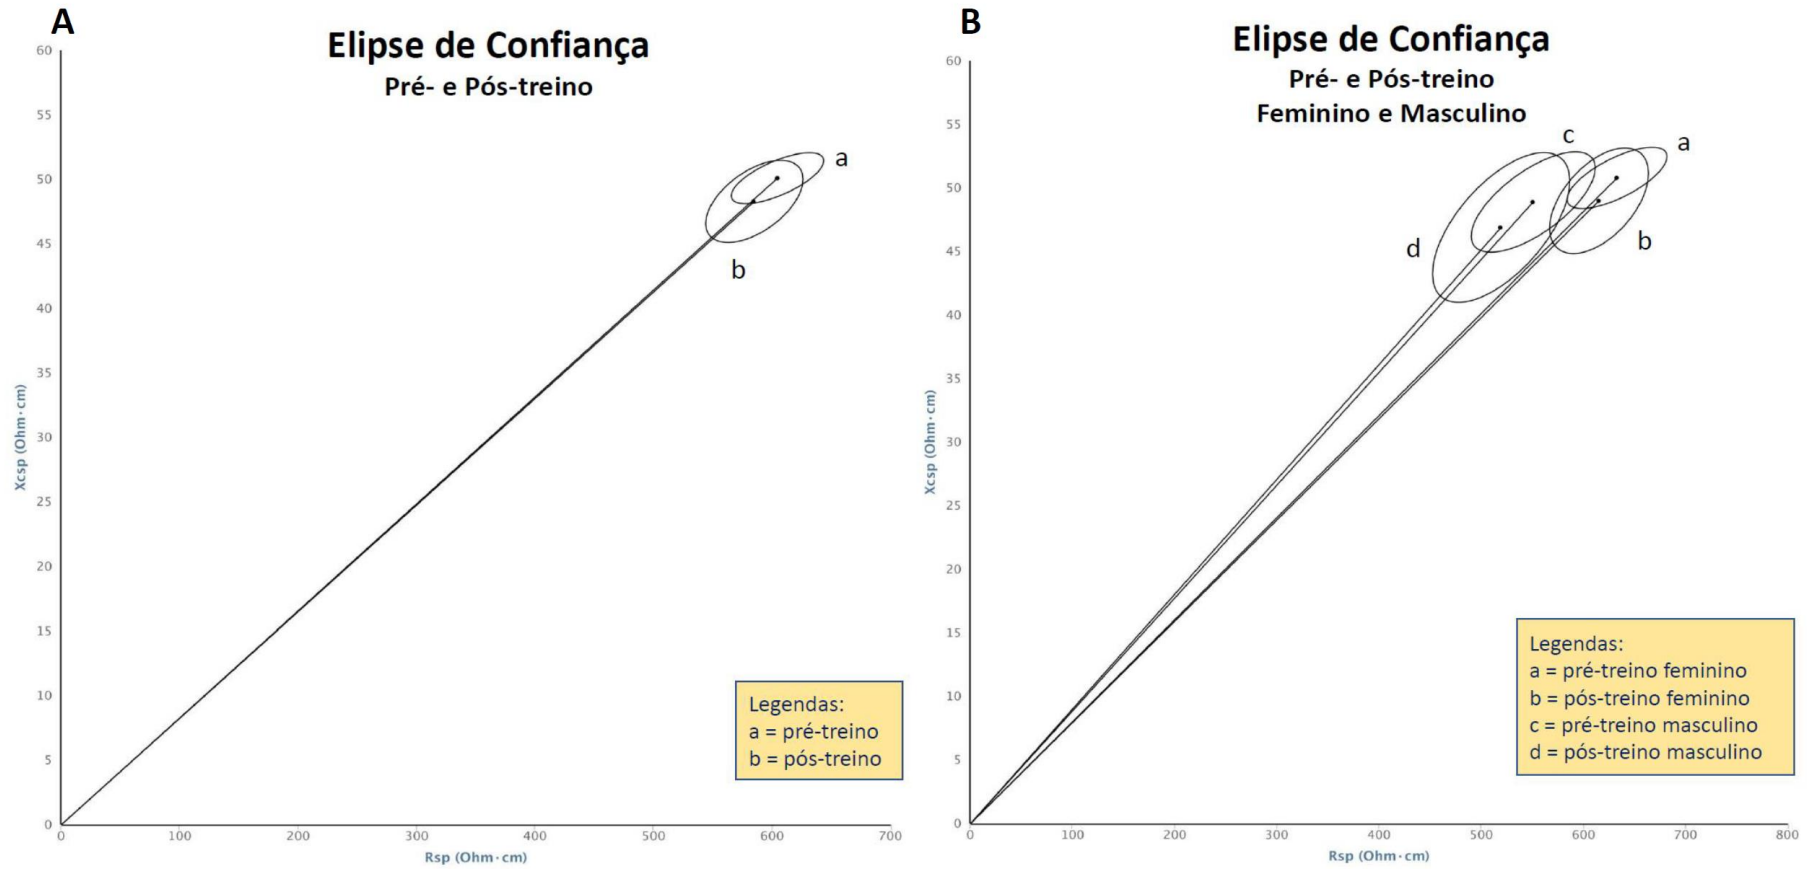 A
Elipse de Confiança
Pré- e Pós-treino
60
55
50
45
40
35
30
25
20
15
10
5
0
Xcsp (Ohm·cm)
a
b
Legendas:
a = pré-treino
b = pós-treino
0 100 200 300 400 500 600 700
Rsp (Ohm·cm)
B
Elipse de Confiança
Pré- e Pós-treino
Feminino e Masculino
60
55
50
45
40
35
30
25
20
15
10
5
0
Xcsp (Ohm·cm)
c
a
d
b
Legendas:
a = pré-treino feminino
b = pós-treino feminino
c = pré-treino masculino
d = pós-treino masculino
0 100 200 300 400 500 600 700 800
Rsp (Ohm·cm)